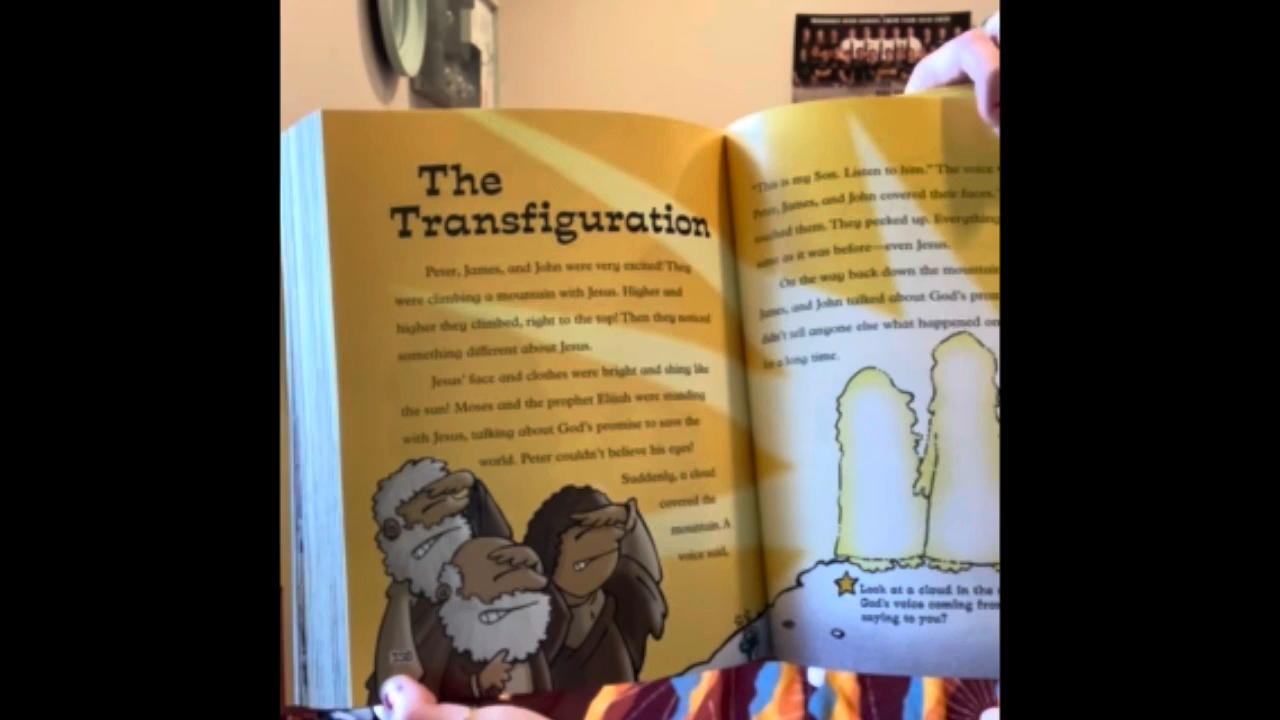 The
Transfiguration
Peter, James, and John were very excited! They
were climbing a mountain with Jesus. Higher and
higher they climbed, right to the top! Then they noticed
something different about Jesus.
Jesus' face and clothes were bright and shiny like
the sun! Moses and the prophet Elijah were standing
with Jesus, talking about God's promise to save the
world. Peter couldn't believe his eyes!
Suddenly, a cloud
covered the
mountain. A
voice said,
"This is my Son. Listen to him." The voice
Peter, James, and John covered their faces.
touched them. They peeked up. Everything
same as it was before—even Jesus.
On the way back down the mountain
James, and John talked about God's
didn't tell anyone else what happened on
for a long time.
Look at a cloud in the
God's voice coming from
saying to you?